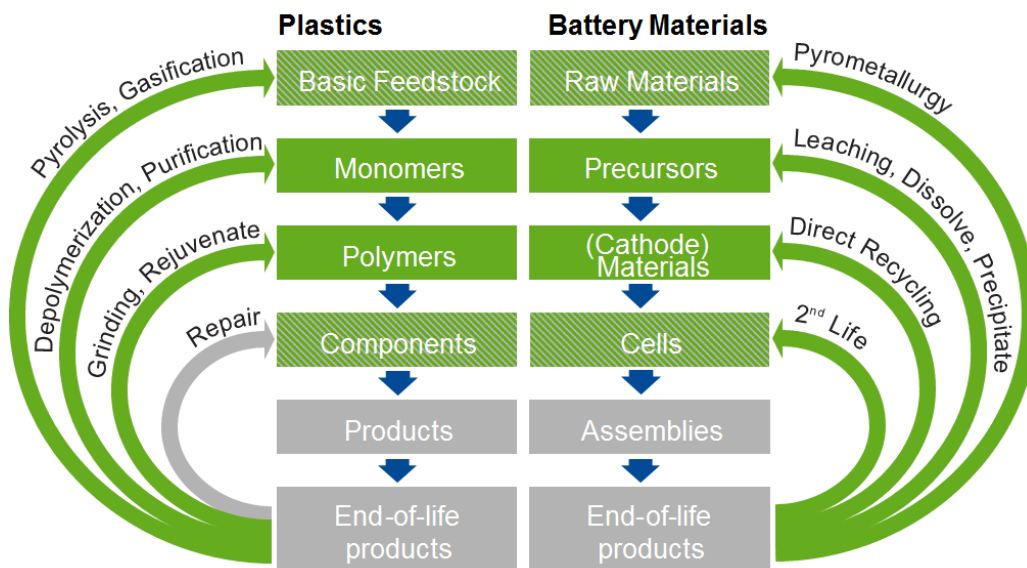 Plastics
Battery Materials
Pyrolysis, Gasification
Basic Feedstock
Raw Materials
Pyrometallurgy
Depolymerization, Purification
Monomers
Precursors
Leaching, Dissolve, Precipitate
Grinding, Rejuvenate
Polymers
(Cathode)
Materials
Direct Recycling
Repair
Components
Cells
2nd Life
Products
Assemblies
End-of-life
products
End-of-life
products